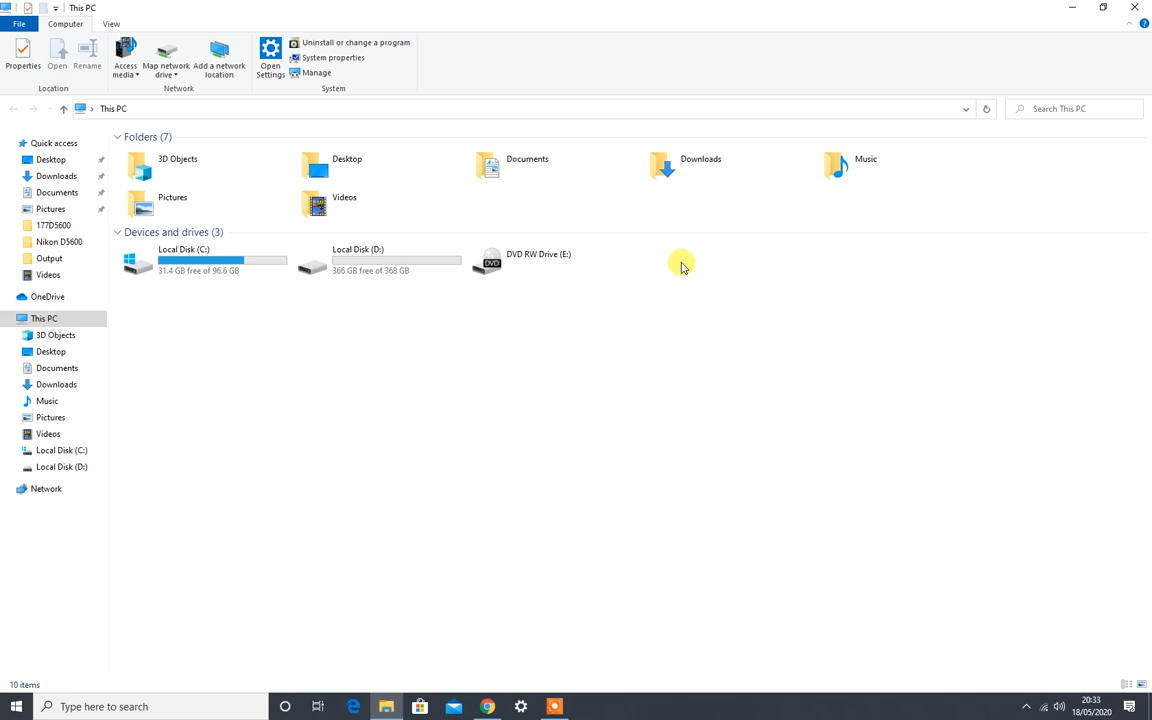 This PC
File Computer View
Properties Open Rename
Access media Map network drive Add a network location
Open Settings
Uninstall or change a program
System properties
Manage
Location Network System
This PC
Search This PC
Quick access
Desktop
Downloads
Documents
Pictures
177D5600
Nikon D5600
Output
Videos
OneDrive
This PC
3D Objects
Desktop
Documents
Downloads
Music
Pictures
Videos
Local Disk (C:)
Local Disk (D:)
Network
Folders (7)
3D Objects Desktop Documents Downloads Music
Pictures Videos
Devices and drives (3)
Local Disk (C:)
31.4 GB free of 96.6 GB
Local Disk (D:)
366 GB free of 368 GB
DVD RW Drive (E:)
DVD
10 items
Type here to search
20:33
18/05/2020